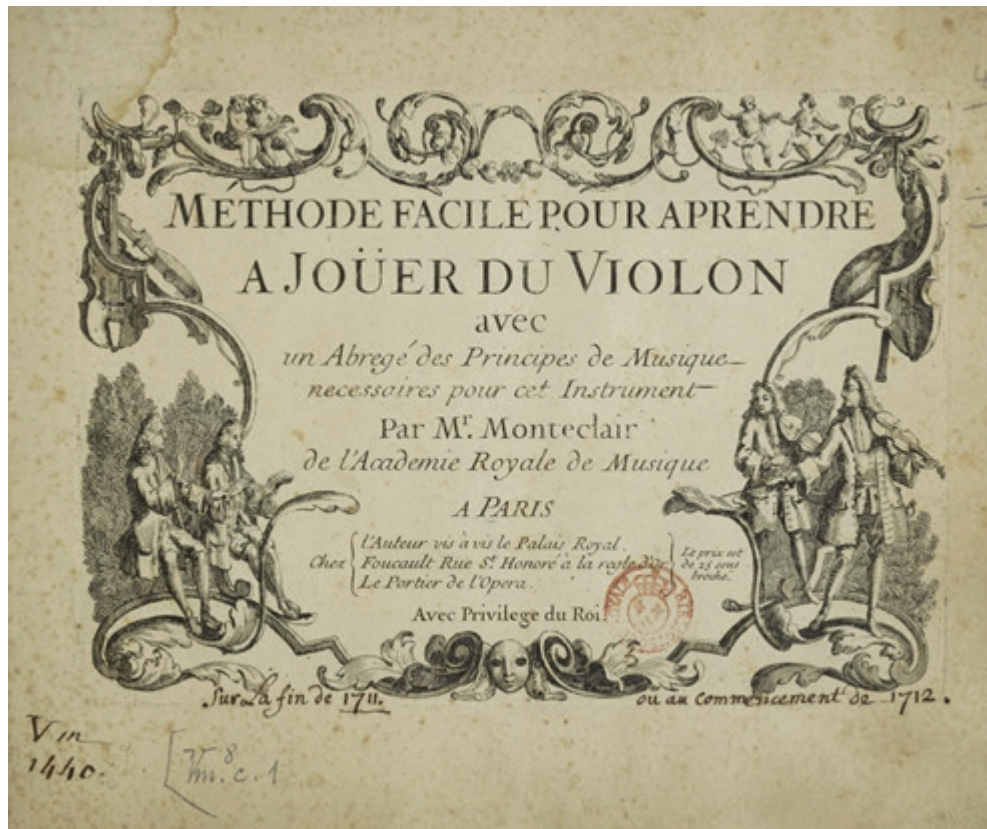 METHODE FACILE POUR APRENDRE
A JOÜER DU VIOLON
avec
un Abregé des Principes de Musique
necessaires pour cet Instrument
Par Mr. Monteclair
de l'Academie Royale de Musique
A PARIS
Chez
l'Auteur vis à vis le Palais Royal.
Foucault Rue St Honoré à la regle d'or
Le Portier de l'Opera.
Le prix est
de 25 sous
broché.
Avec Privilege du Roi.
Sur La fin de 1711. ou au Commencement de 1712.
Vm
1440.
[Vm.8 c.1